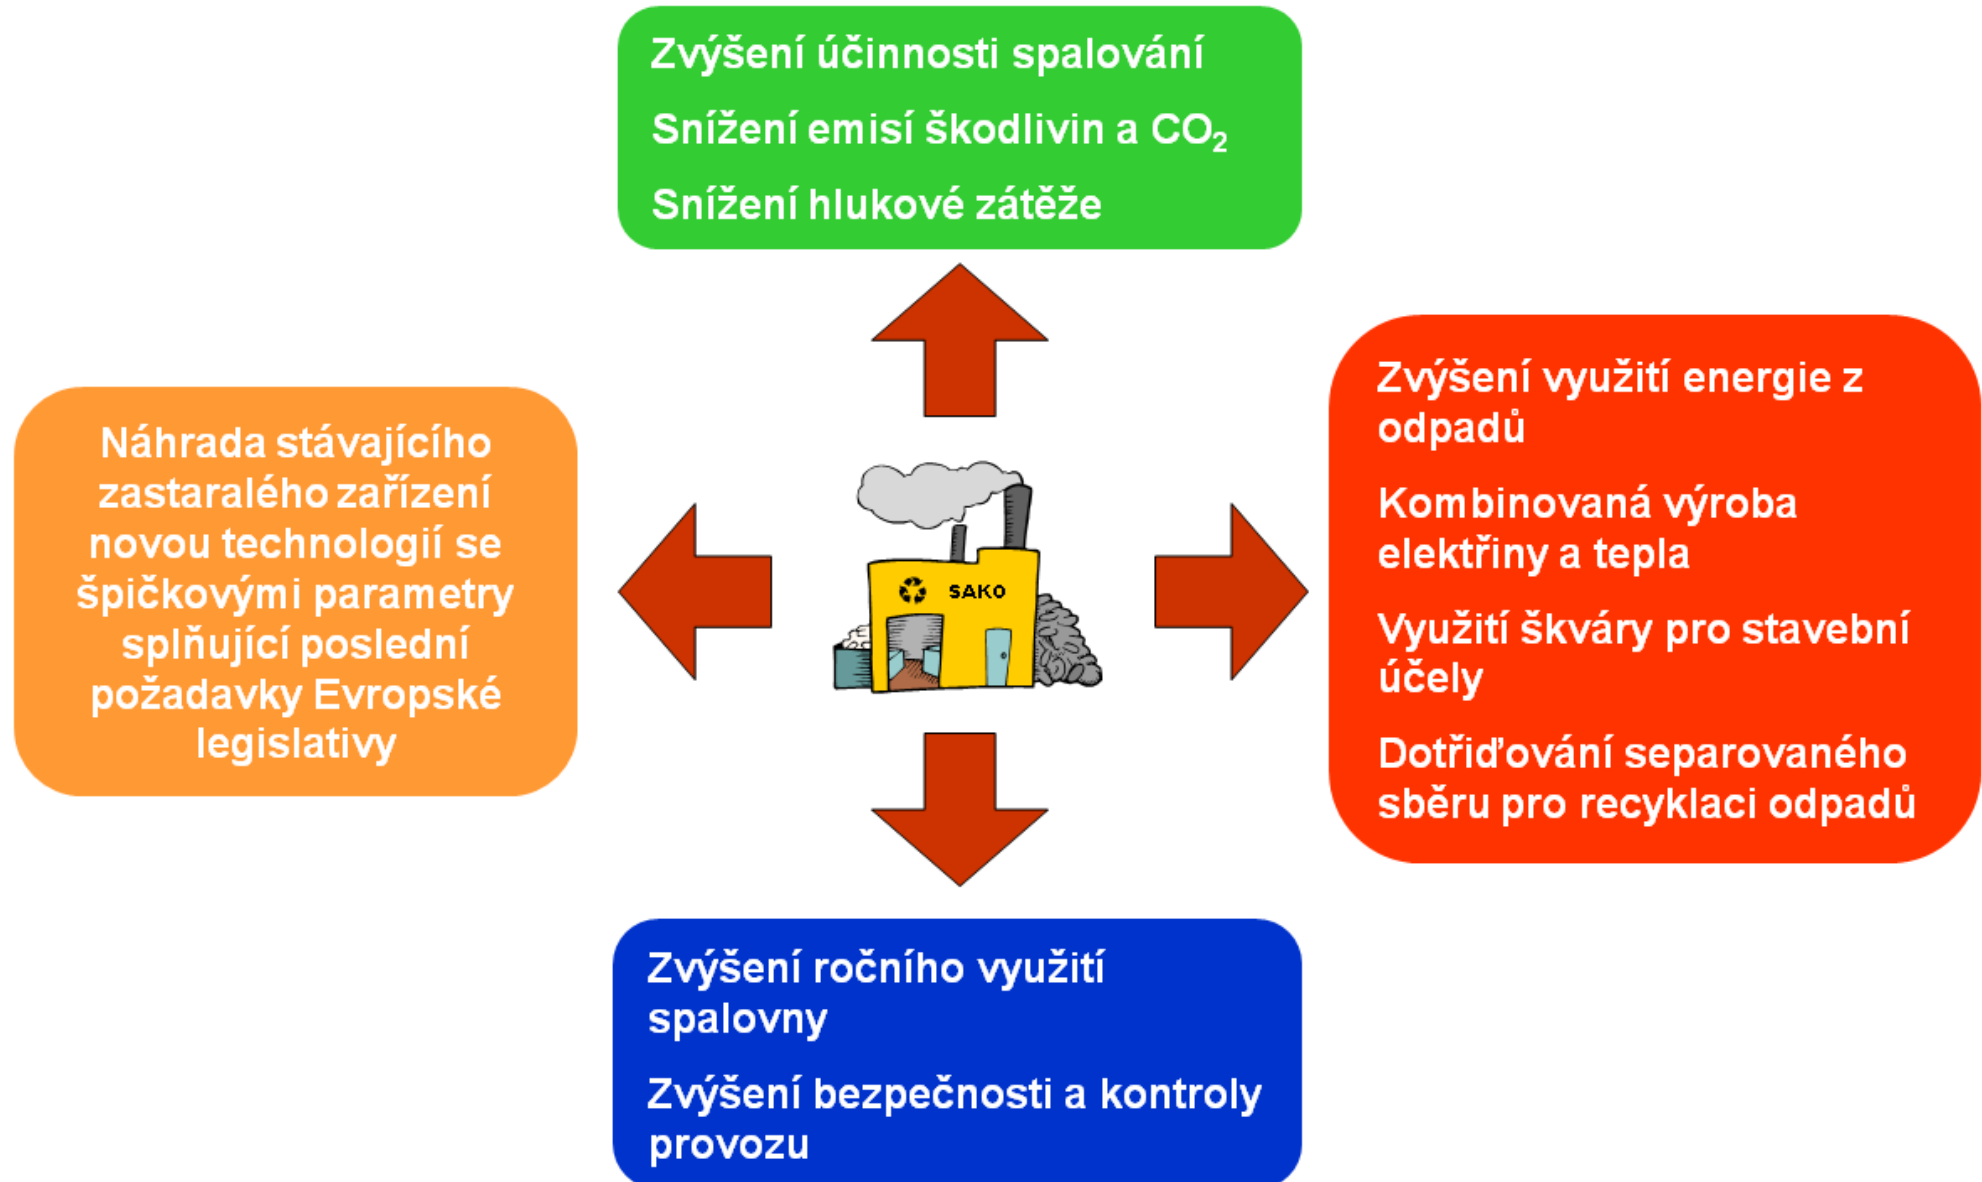 Zvýšení účinnosti spalování
Snížení emisí škodlivin a CO₂
Snížení hlukové zátěže
Náhrada stávajícího
zastaralého zařízení
novou technologií se
špičkovými parametry
splňující poslední
požadavky Evropské
legislativy
SAKO
Zvýšení využití energie z
odpadů
Kombinovaná výroba
elektřiny a tepla
Využití škváry pro stavební
účely
Dotřiďování separovaného
sběru pro recyklaci odpadů
Zvýšení ročního využití
spalovny
Zvýšení bezpečnosti a kontroly
provozu